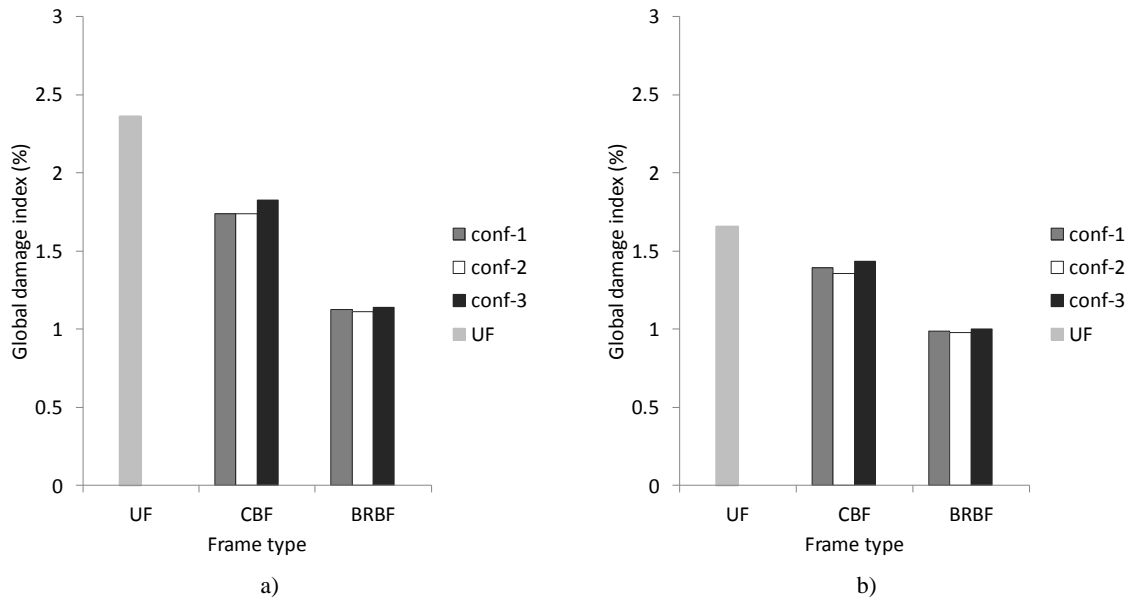 3
2.5
2
1.5
1
0.5
0
Global damage index (%)
UF
CBF
BRBF
Frame type
conf-1
conf-2
conf-3
UF
a)
3
2.5
2
1.5
1
0.5
0
Global damage index (%)
UF
CBF
BRBF
Frame type
conf-1
conf-2
conf-3
UF
b)